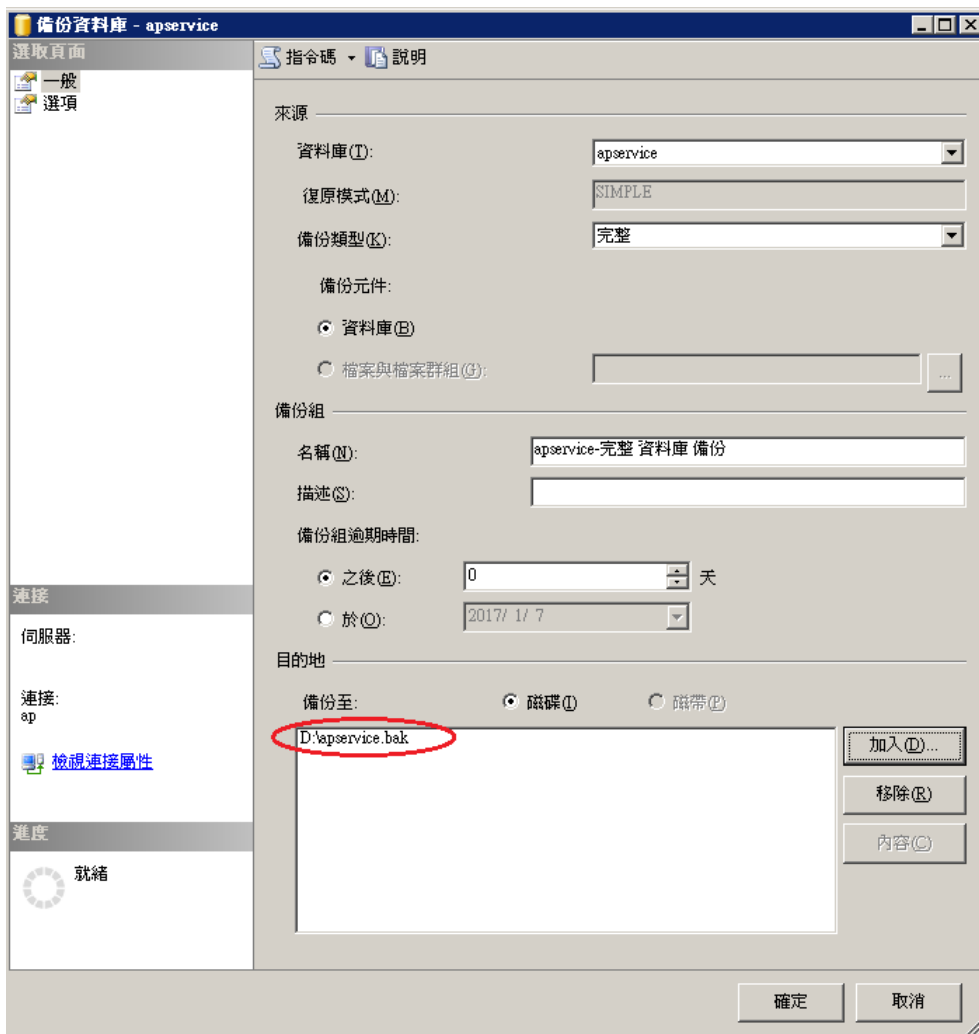 備份資料庫 - apservice
選取頁面
一般
選項
指令碼 說明
來源
資料庫(T): apservice
復原模式(M): SIMPLE
備份類型(K): 完整
備份元件:
資料庫(B)
檔案與檔案群組(G): ...
備份組
名稱(N): apservice-完整 資料庫 備份
描述(S):
備份組逾期時間:
之後(E): 0 天
於(O): 2017/ 1/ 7
目的地
備份至: 磁碟(I) 磁帶(P)
D:\apservice.bak
加入(D)...
移除(R)
內容(C)
連接
伺服器:
連接:
ap
檢視連接屬性
進度
就緒
確定 取消